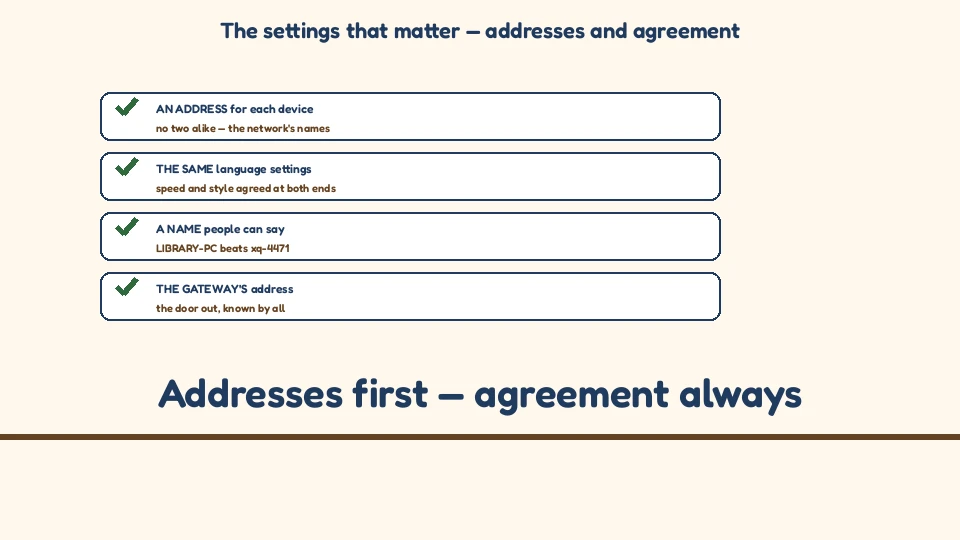 The settings that matter — addresses and agreement
AN ADDRESS for each device
no two alike — the network's names
THE SAME language settings
speed and style agreed at both ends
A NAME people can say
LIBRARY-PC beats xq-4471
THE GATEWAY'S address
the door out, known by all
Addresses first — agreement always